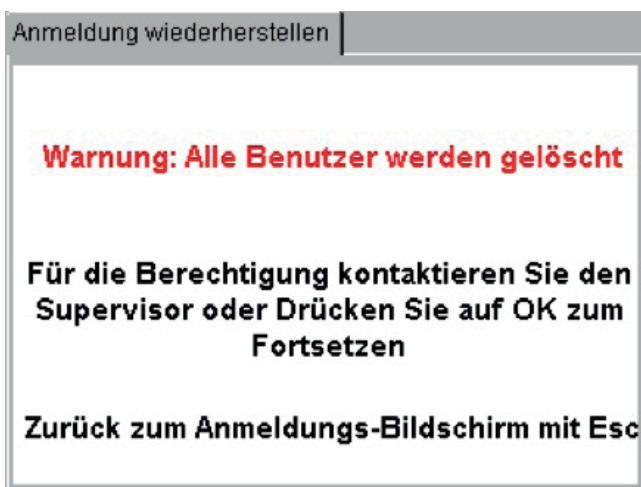 Anmeldung wiederherstellen
Warnung: Alle Benutzer werden gelöscht
Für die Berechtigung kontaktieren Sie den
Supervisor oder Drücken Sie auf OK zum
Fortsetzen
Zurück zum Anmeldungs-Bildschirm mit Esc